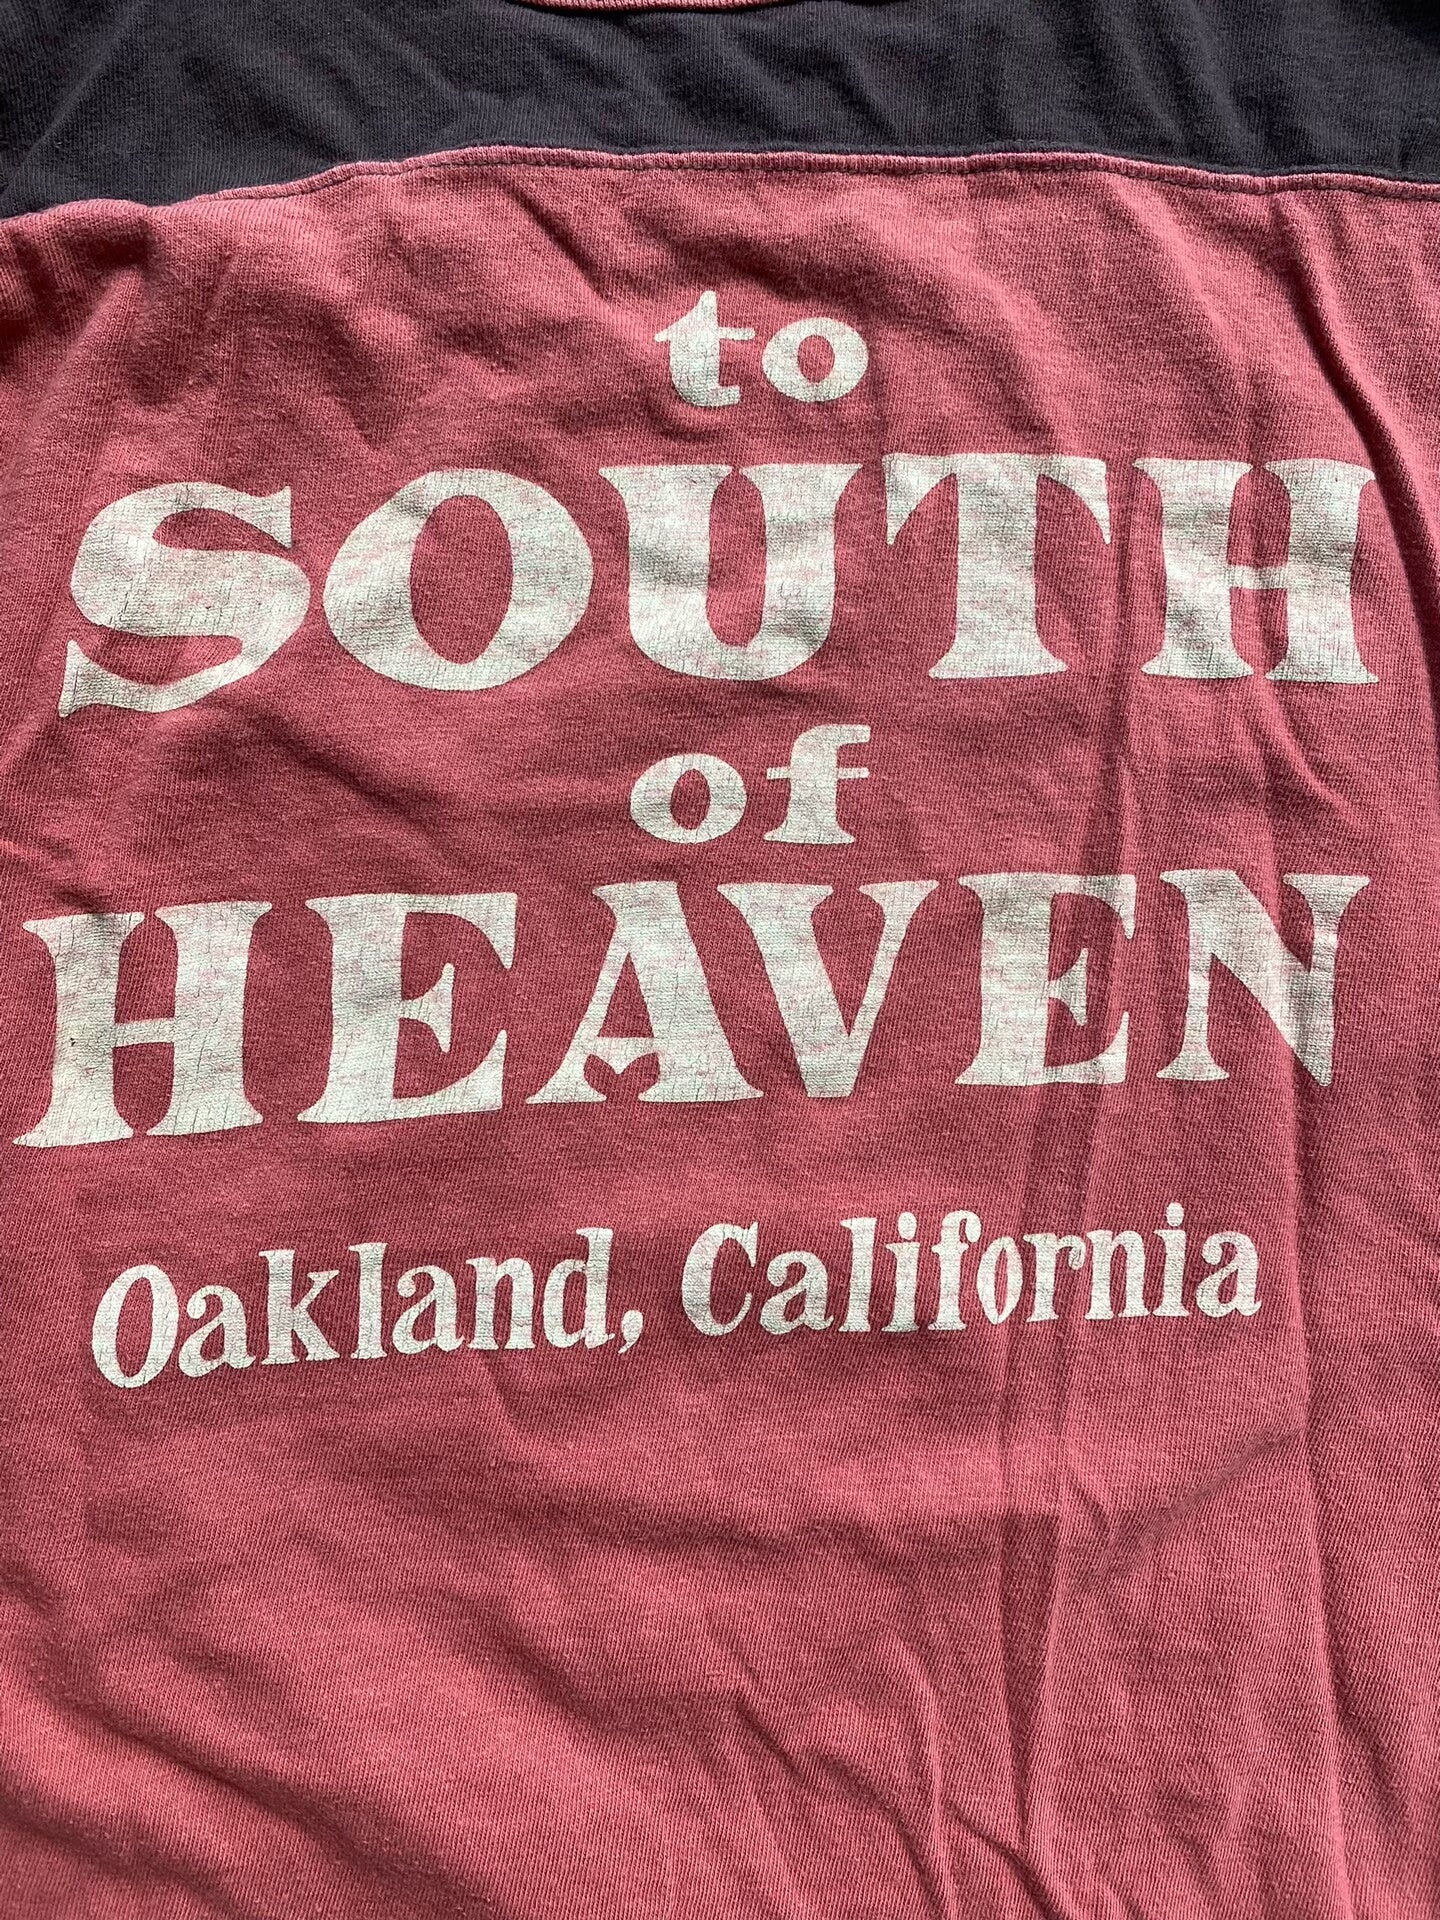 to
SOUTH
of
HEAVEN
Oakland, California